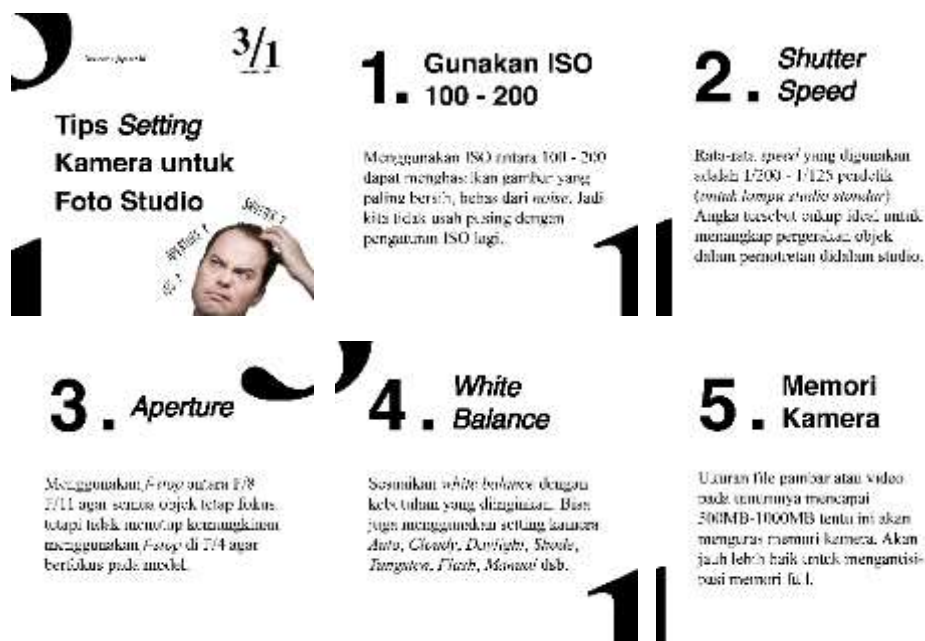 3/1
Tips Setting
Kamera untuk
Foto Studio
SHUTTER ?
APERTURE ?
ISO ?
1. Gunakan ISO
100 - 200
Menggunakan ISO antara 100 - 200
dapat menghasilkan gambar yang
paling bersih, bebas dari noise. Jadi
kita tidak usah pusing dengan
pengaturan ISO lagi.
2. Shutter
Speed
Rata-rata speed yang digunakan
adalah 1/200 - 1/125 perdetik
(untuk lampu studio standar)
Angka tersebut cukup ideal untuk
menangkap pergerakan objek
dalam pemotretan didalam studio.
3. Aperture
Menggunakan f-stop antara F/8
F/11 agar semua objek tetap fokus,
tetapi tidak menutup kemungkinan
menggunakan f-stop di F/4 agar
berfokus pada model.
4. White
Balance
Sesuaikan white balance dengan
kebutuhan yang diinginkan. Bisa
juga menggunakan setting kamera
Auto, Cloudy, Daylight, Shade,
Tungsten, Flash, Manual dsb.
5. Memori
Kamera
Ukuran file gambar atau video
pada umumnya mencapai
500MB-1000MB tentu ini akan
menguras memori kamera. Akan
jauh lebih baik untuk mengantisi-
pasi memori full.